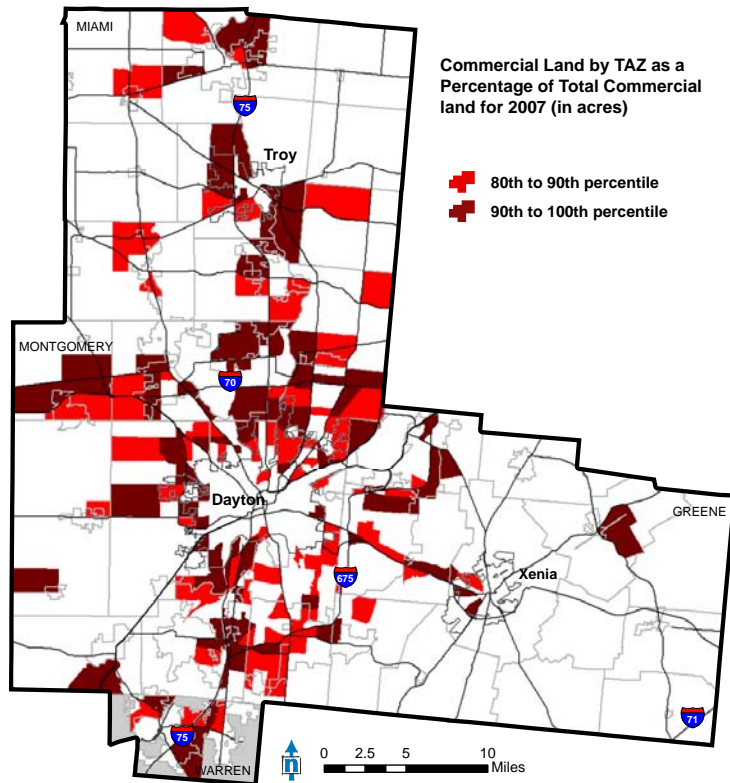 MIAMI
Commercial Land by TAZ as a
Percentage of Total Commercial
land for 2007 (in acres)
75
Troy
80th to 90th percentile
90th to 100th percentile
MONTGOMERY
70
Dayton
GREENE
675
Xenia
71
75
WARREN
n
0 2.5 5 10
Miles